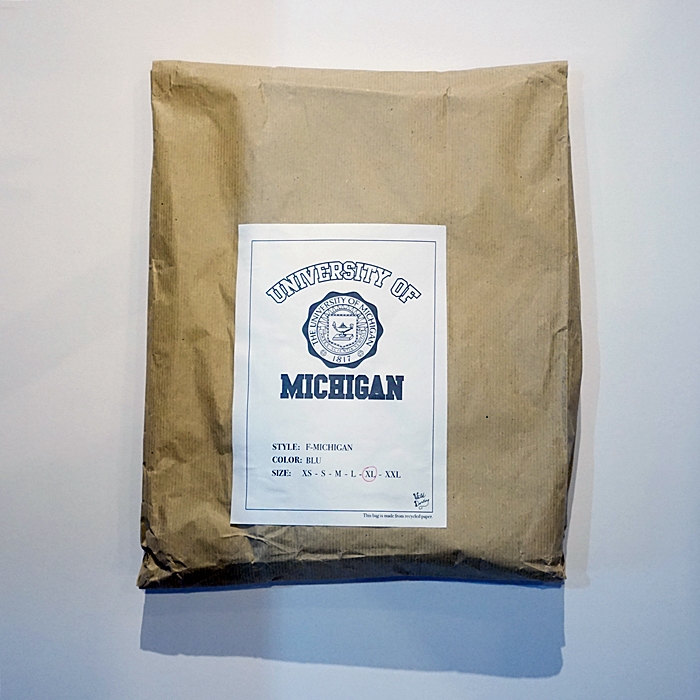 UNIVERSITY OF
THE UNIVERSITY OF MICHIGAN
1817
MICHIGAN
STYLE: F-MICHIGAN
COLOR: BLU
SIZE: XS - S - M - L - XL - XXL
This bag is made from recycled paper.